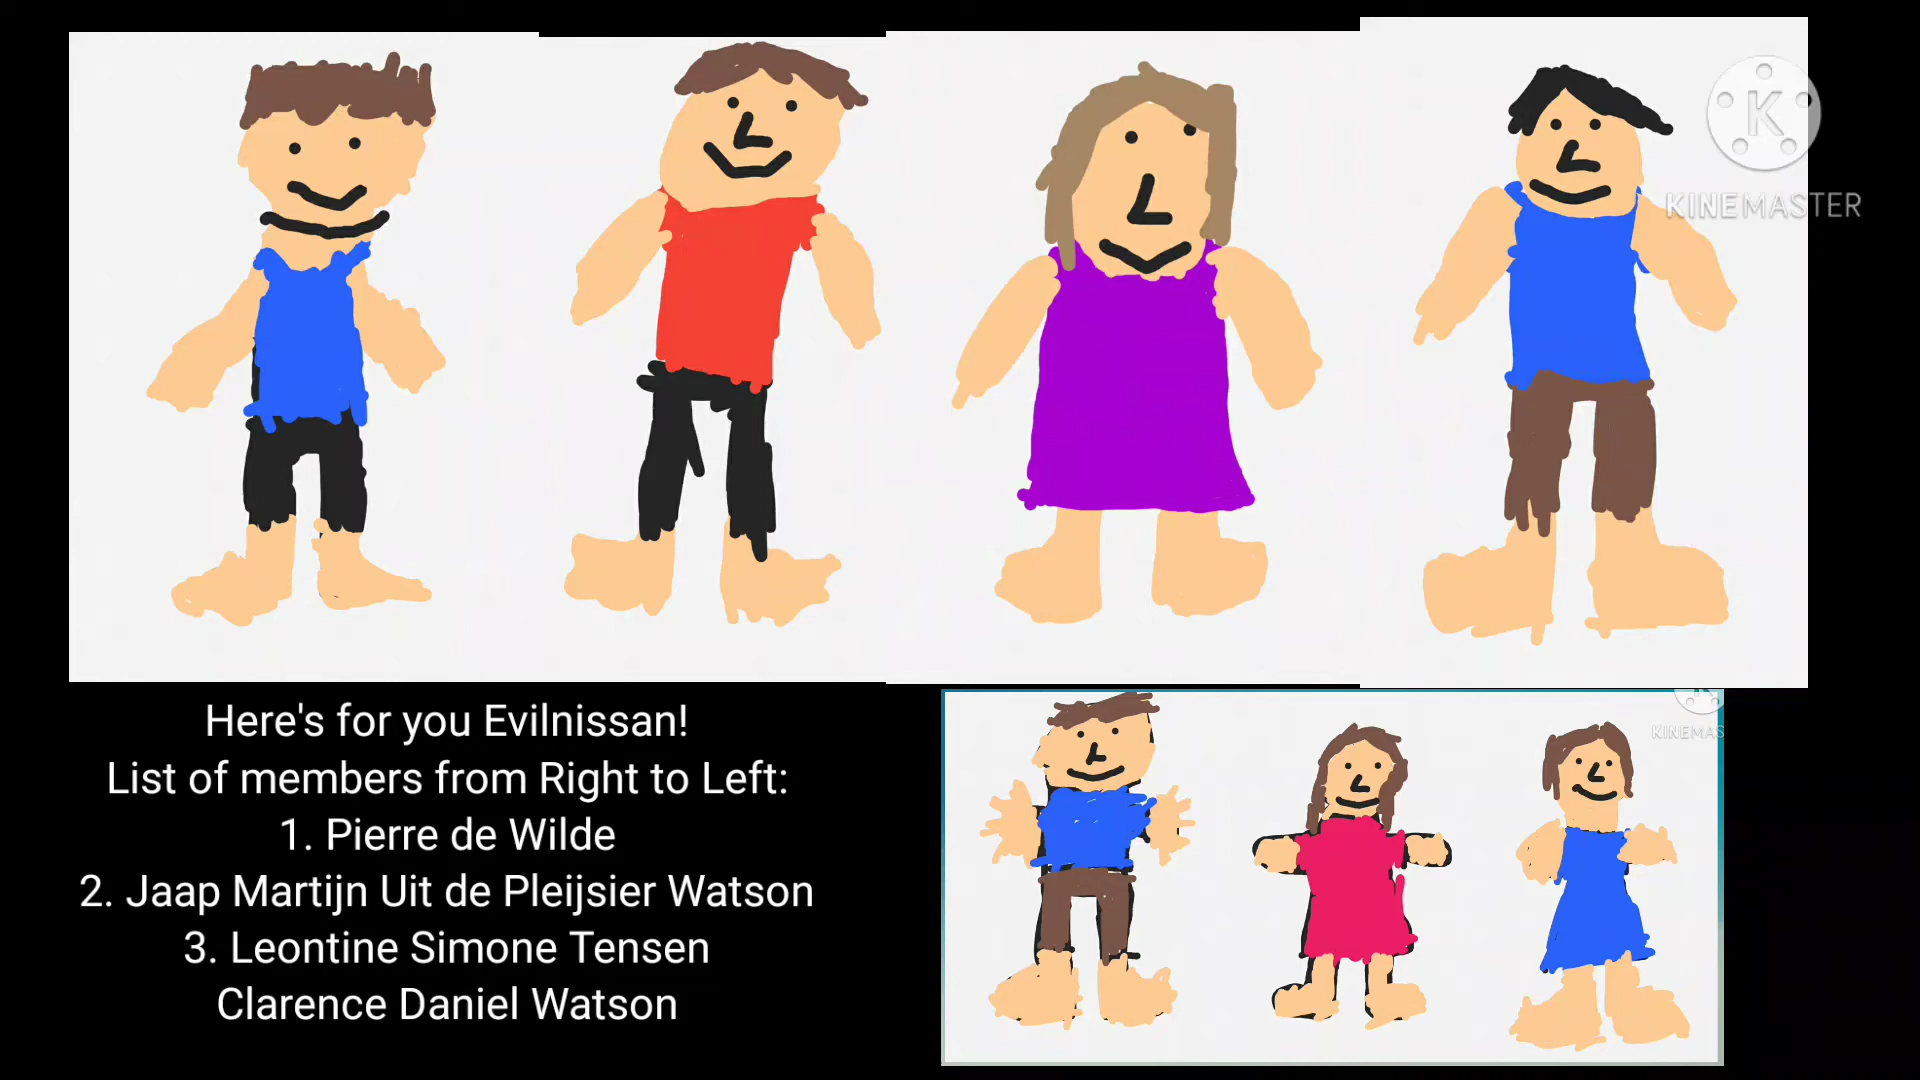 K
KINEMASTER
Here's for you Evilnissan!
List of members from Right to Left:
1. Pierre de Wilde
2. Jaap Martijn Uit de Pleijsier Watson
3. Leontine Simone Tensen
Clarence Daniel Watson
KINEMAS